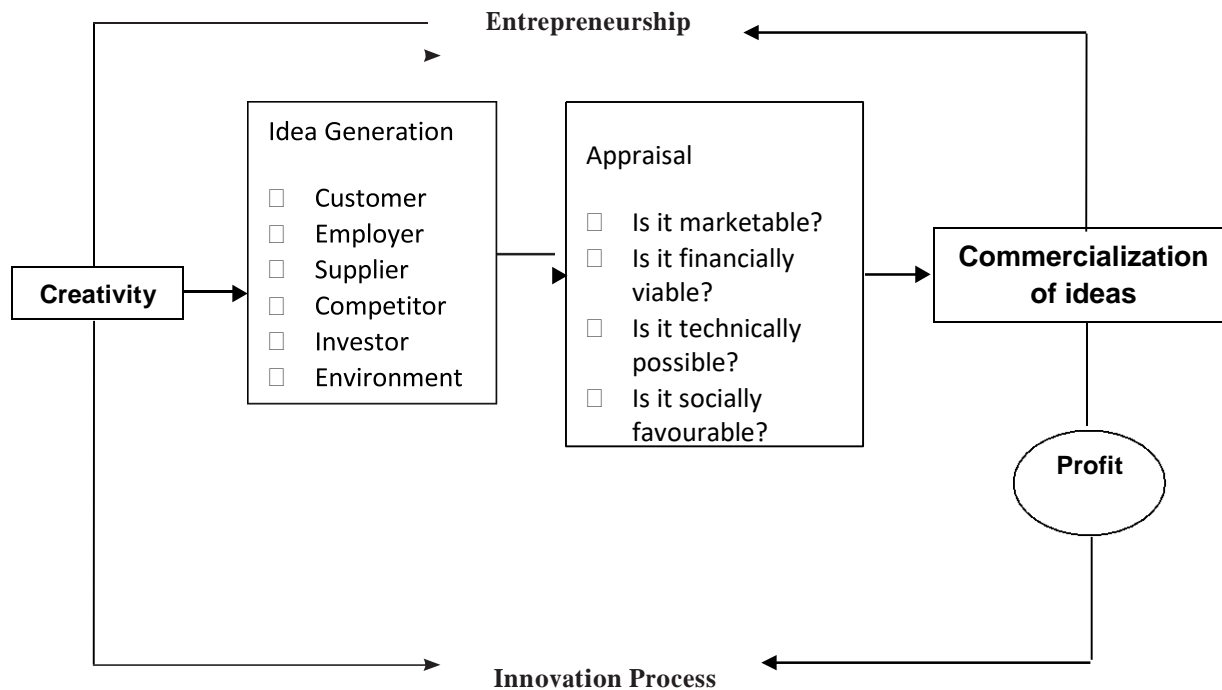 Entrepreneurship
Idea Generation
Customer
Employer
Supplier
Competitor
Investor
Environment
Appraisal
Is it marketable?
Is it financially
viable?
Is it technically
possible?
Is it socially
favourable?
Creativity
Commercialization
of ideas
Profit
Innovation Process